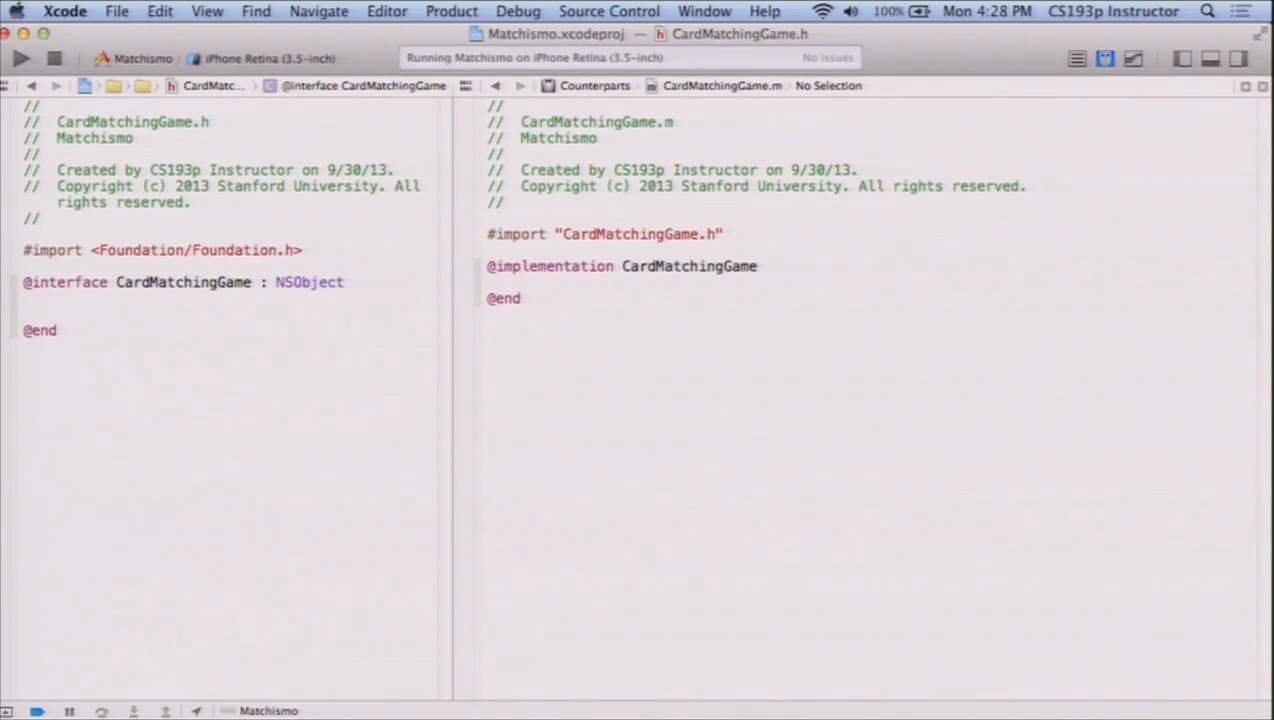 Xcode File Edit View Find Navigate Editor Product Debug Source Control Window Help 100% Mon 4:28 PM CS193p Instructor
Matchismo.xcodeproj — CardMatchingGame.h
Matchismo iPhone Retina (3.5-inch) Running Matchismo on iPhone Retina (3.5-inch) No Issues
CardMatc... @interface CardMatchingGame Counterparts CardMatchingGame.m No Selection
//
// CardMatchingGame.h
// Matchismo
//
// Created by CS193p Instructor on 9/30/13.
// Copyright (c) 2013 Stanford University. All
rights reserved.
//
#import <Foundation/Foundation.h>
@interface CardMatchingGame : NSObject
@end
//
// CardMatchingGame.m
// Matchismo
//
// Created by CS193p Instructor on 9/30/13.
// Copyright (c) 2013 Stanford University. All rights reserved.
//
#import "CardMatchingGame.h"
@implementation CardMatchingGame
@end
Matchismo